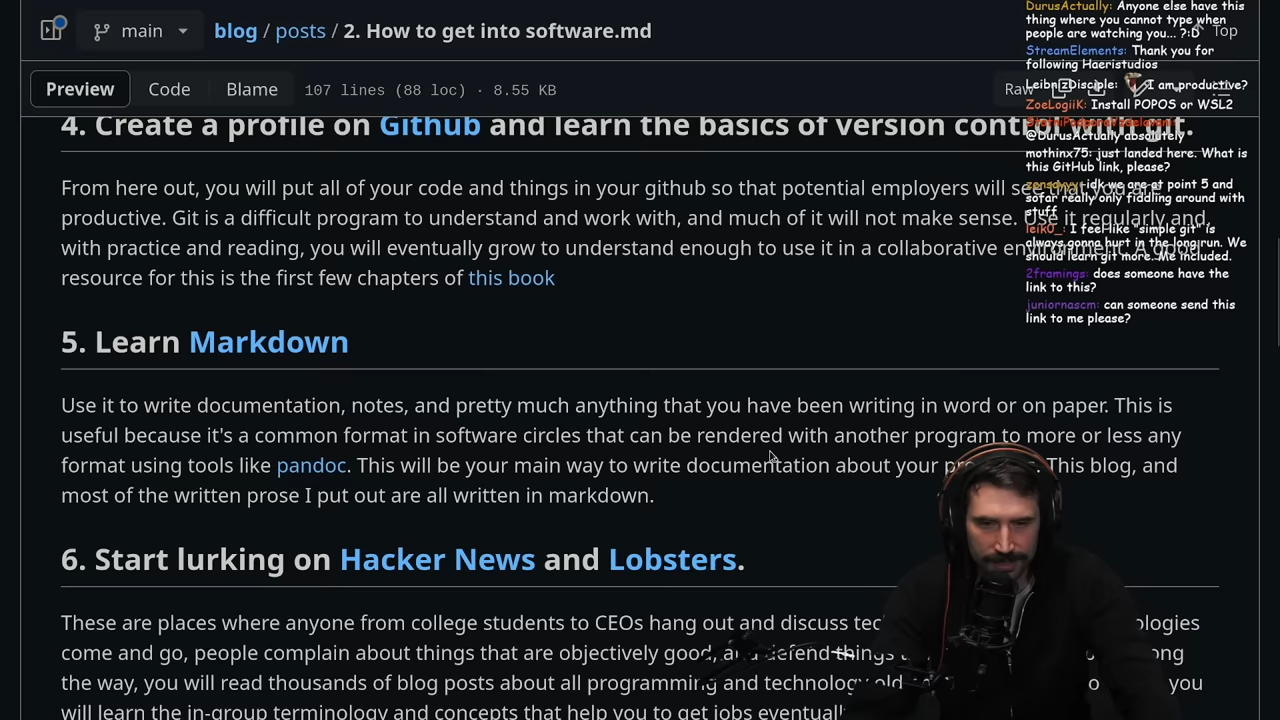 main
blog / posts / 2. How to get into software.md
Top
Preview
Code
Blame
107 lines (88 loc) · 8.55 KB
Raw
4. Create a profile on Github and learn the basics of version control with git.
From here out, you will put all of your code and things in your github so that potential employers will see that you are
productive. Git is a difficult program to understand and work with, and much of it will not make sense. Use it regularly and,
with practice and reading, you will eventually grow to understand enough to use it in a collaborative environment. A good
resource for this is the first few chapters of this book
5. Learn Markdown
Use it to write documentation, notes, and pretty much anything that you have been writing in word or on paper. This is
useful because it's a common format in software circles that can be rendered with another program to more or less any
format using tools like pandoc. This will be your main way to write documentation about your This blog, and
most of the written prose I put out are all written in markdown.
6. Start lurking on Hacker News and Lobsters.
These are places where anyone from college students to CEOs hang out and discuss
come and go, people complain about things that are objectively good, and defend things
the way, you will read thousands of blog posts about all programming and technology old you
will learn the in-group terminology and concepts that help you to get jobs
DurusActually: Anyone else have this
thing where you cannot type when
people are watching you... ?:D
StreamElements: Thank you for
following Haeristudios
LeibnizDisciple: I am productive?
ZoeLogiiK: Install POPOS or WSL2
@DurusActually absolutely
mothinx75: just landed here. What is
this GitHub link, please?
idk we are at point 5 and
sofar really only fiddling around with
stuff
leik0_: I feel like "simple git" is
always gonna hurt in the longrun. We
should learn git more. Me included.
2framings: does someone have the
link to this?
juniornascm: can someone send this
link to me please?